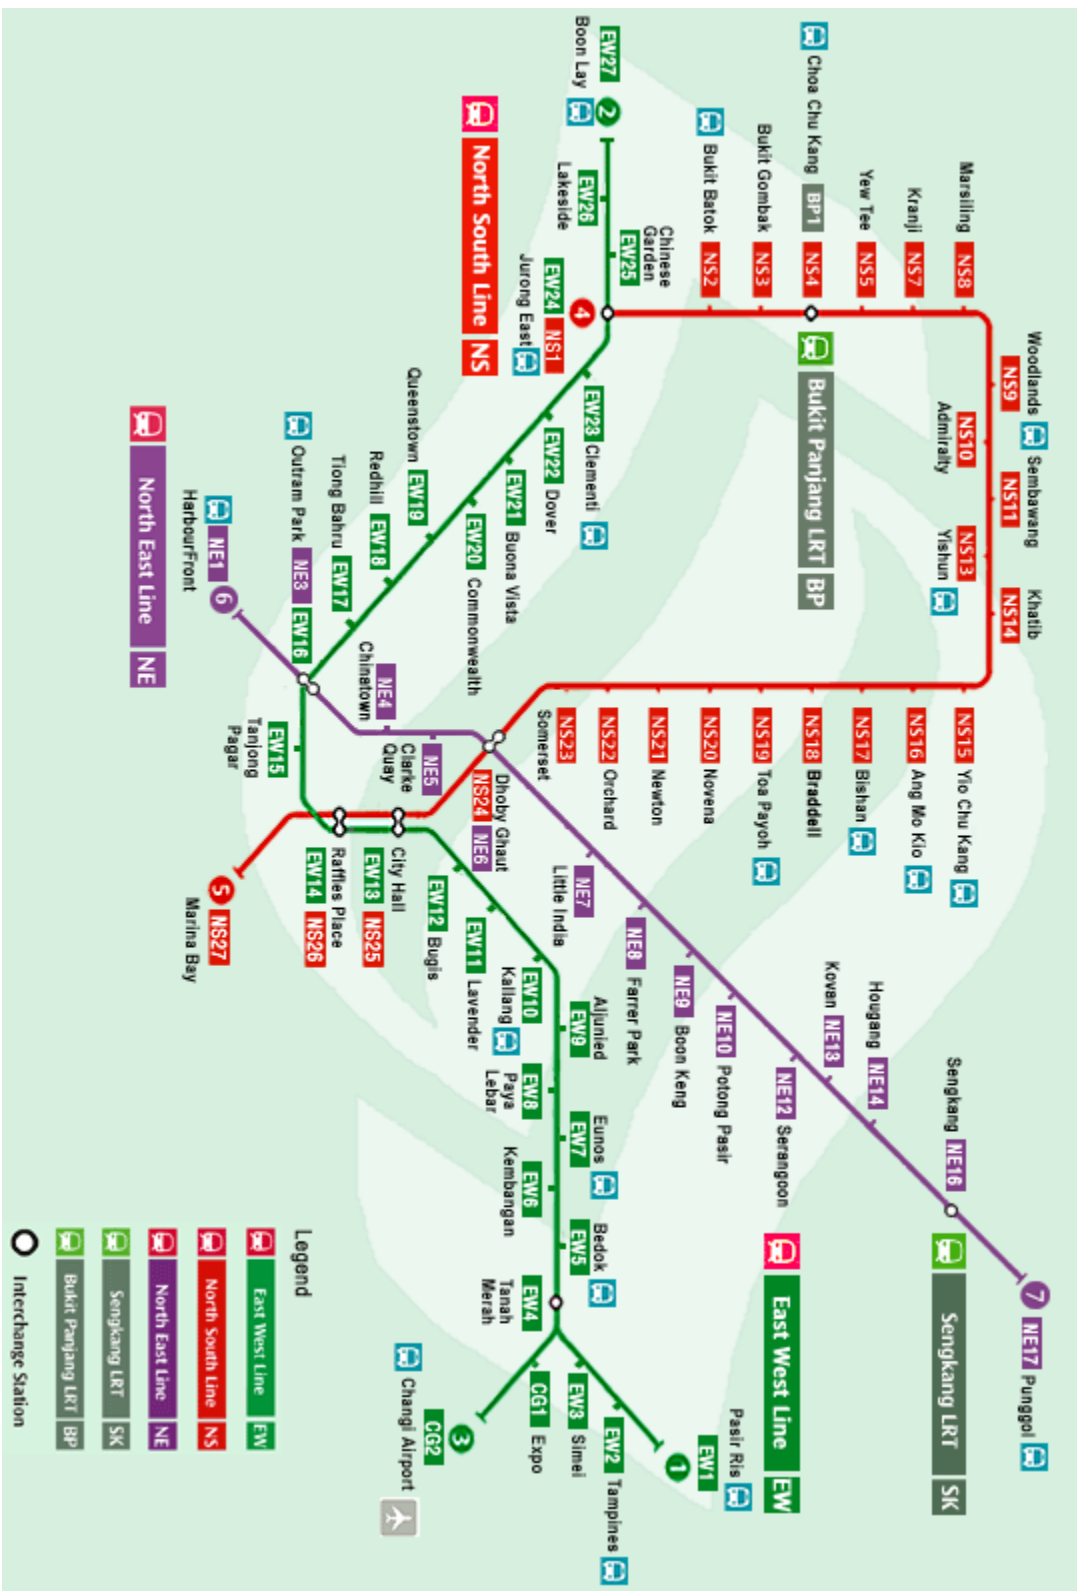 EW27
Boon Lay
2
EW26
Lakeside
Chinese
Garden
EW25
EW24 NS1
Jurong East
4
North South Line NS
Bukit Batok NS2
Bukit Gombak NS3
Choa Chu Kang BP1 NS4
Bukit Panjang LRT BP
Yew Tee NS5
Kranji NS7
Marsiling NS8
Woodlands
NS9
NS10
Admiralty
Sembawang
NS11
NS13
Yishun
Khatib
NS14
NS15 Yio Chu Kang
NS16 Ang Mo Kio
NS17 Bishan
NS18 Braddell
NS19 Toa Payoh
NS20 Novena
NS21 Newton
NS22 Orchard
NS23
Somerset
Dhoby Ghaut
NS24 NE6
City Hall
EW13 NS25
Raffles Place
EW14 NS26
5 NS27
Marina Bay
EW23 Clementi
EW22 Dover
EW21 Buona Vista
EW20 Commonwealth
Queenstown EW19
Redhill EW18
Tiong Bahru EW17
Outram Park NE3 EW16
EW15
Tanjong
Pagar
North East Line NE
NE1 6
HarbourFront
NE4
Chinatown
NE5
Clarke
Quay
NE7
Little India
NE8 Farrer Park
NE9 Boon Keng
NE10 Potong Pasir
NE12 Serangoon
Kovan NE13
Hougang NE14
Sengkang NE16
Sengkang LRT SK
7 NE17 Punggol
EW12 Bugis
EW11 Lavender
EW10
Kallang
Aljunied
EW9
EW8
Paya
Lebar
Eunos
EW7
EW6
Kembangan
Bedok
EW5
EW4
Tanah
Merah
EW3 Simei
EW2 Tampines
Pasir Ris
EW1
1
East West Line EW
CG1 Expo
3
CG2
Changi Airport
Legend
East West Line EW
North South Line NS
North East Line NE
Sengkang LRT SK
Bukit Panjang LRT BP
Interchange Station